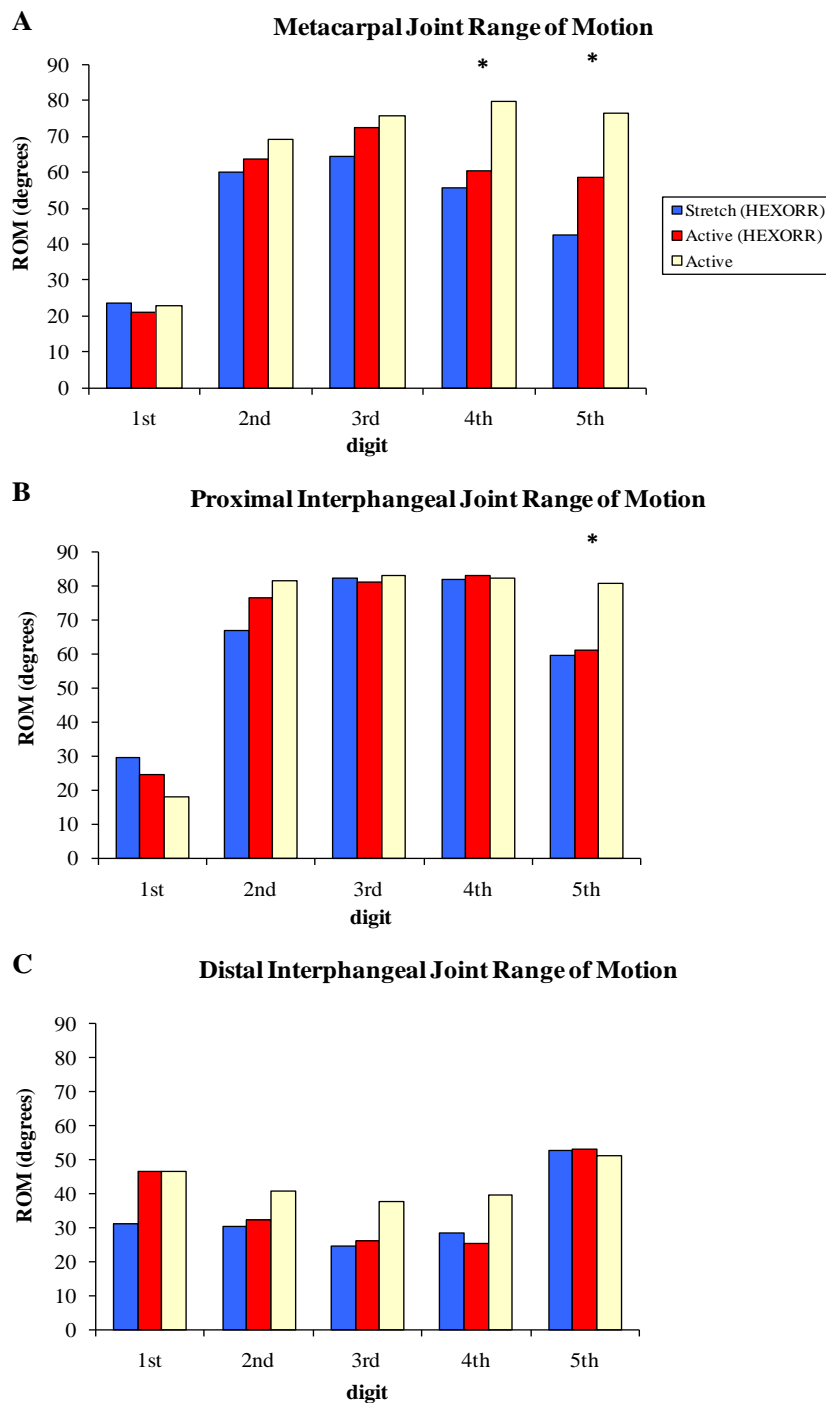 A
Metacarpal Joint Range of Motion
* *
90
80
70
60
50
40
30
20
10
0
ROM (degrees)
1st 2nd 3rd 4th 5th
digit
Stretch (HEXORR)
Active (HEXORR)
Active
B
Proximal Interphangeal Joint Range of Motion
*
90
80
70
60
50
40
30
20
10
0
ROM (degrees)
1st 2nd 3rd 4th 5th
digit
C
Distal Interphangeal Joint Range of Motion
90
80
70
60
50
40
30
20
10
0
ROM (degrees)
1st 2nd 3rd 4th 5th
digit